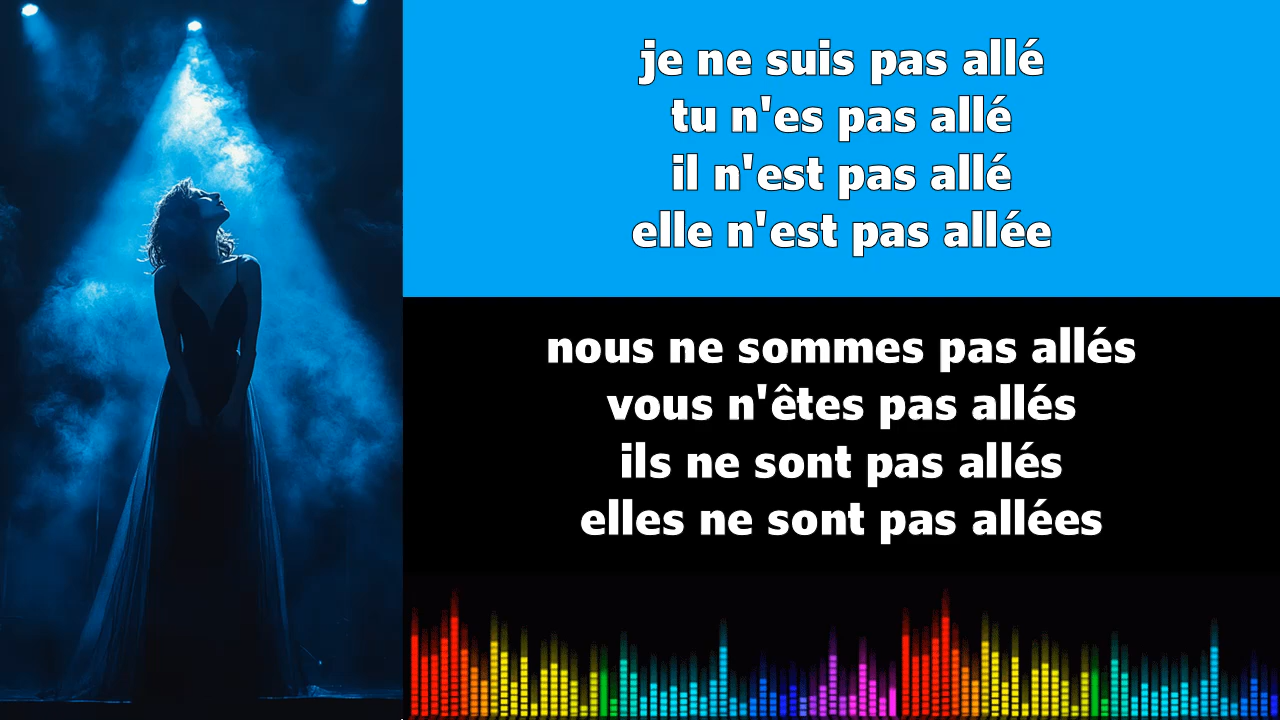 je ne suis pas allé
tu n'es pas allé
il n'est pas allé
elle n'est pas allée
nous ne sommes pas allés
vous n'êtes pas allés
ils ne sont pas allés
elles ne sont pas allées